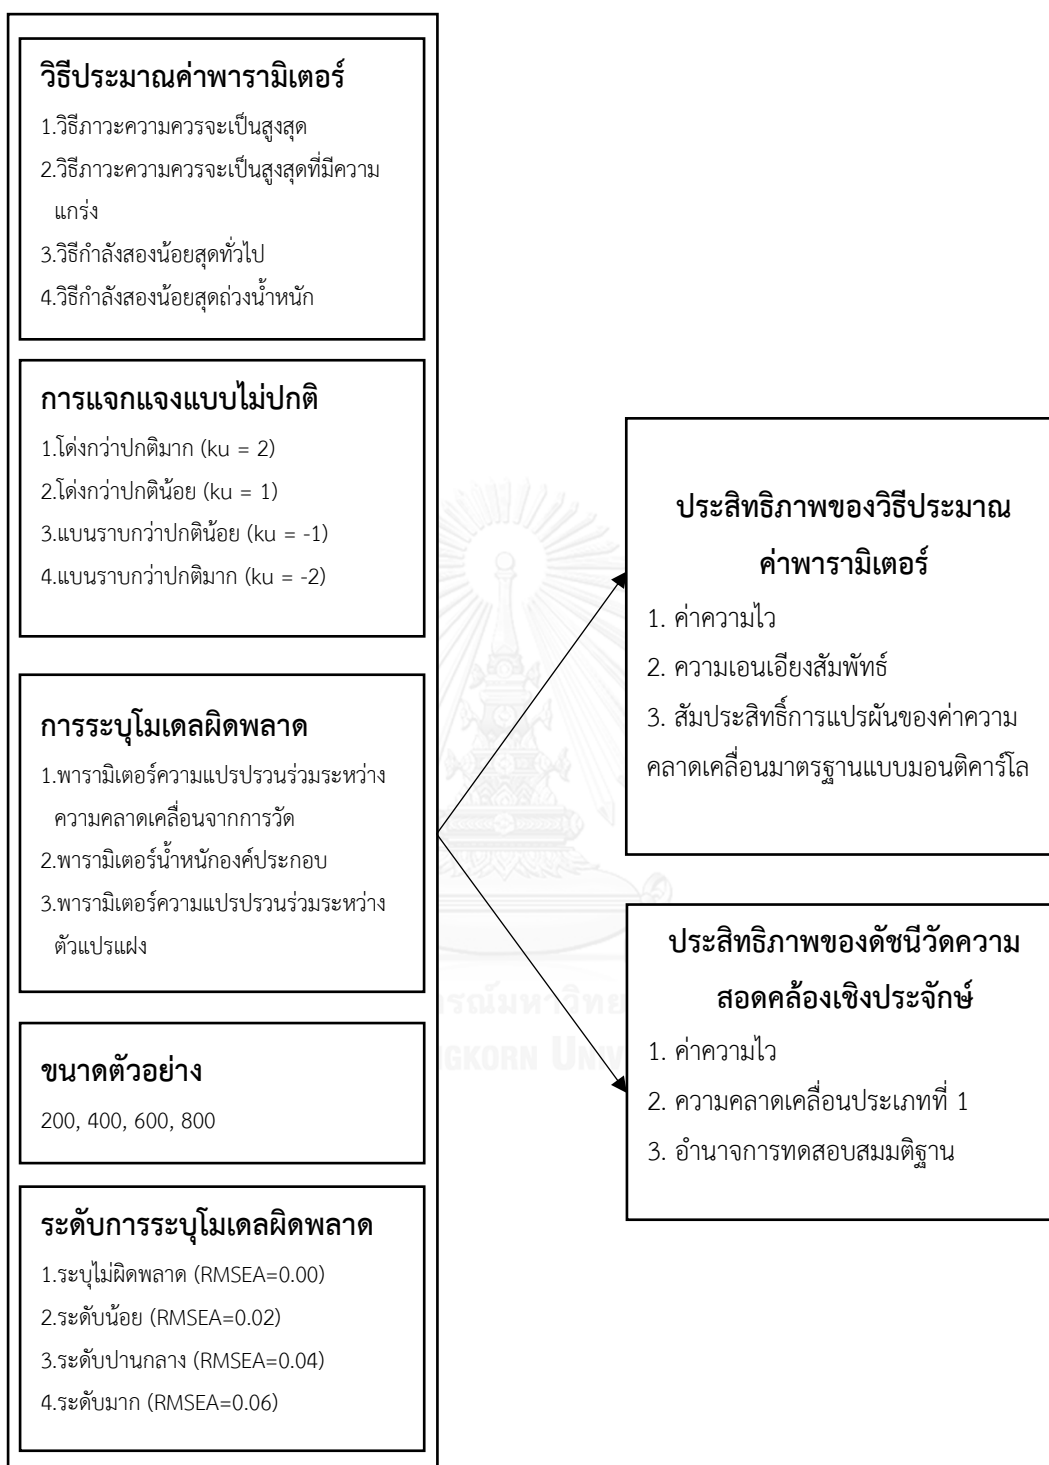 วิธีประมาณค่าพารามิเตอร์
1.วิธีภาวะความควรจะเป็นสูงสุด
2.วิธีภาวะความควรจะเป็นสูงสุดที่มีความ
แกร่ง
3.วิธีกำลังสองน้อยสุดทั่วไป
4.วิธีกำลังสองน้อยสุดถ่วงน้ำหนัก
การแจกแจงแบบไม่ปกติ
1.โด่งกว่าปกติมาก (ku = 2)
2.โด่งกว่าปกติน้อย (ku = 1)
3.แบนราบกว่าปกติน้อย (ku = -1)
4.แบนราบกว่าปกติมาก (ku = -2)
การระบุโมเดลผิดพลาด
1.พารามิเตอร์ความแปรปรวนร่วมระหว่าง
ความคลาดเคลื่อนจากการวัด
2.พารามิเตอร์น้ำหนักองค์ประกอบ
3.พารามิเตอร์ความแปรปรวนร่วมระหว่าง
ตัวแปรแฝง
ขนาดตัวอย่าง
200, 400, 600, 800
ระดับการระบุโมเดลผิดพลาด
1.ระบุไม่ผิดพลาด (RMSEA=0.00)
2.ระดับน้อย (RMSEA=0.02)
3.ระดับปานกลาง (RMSEA=0.04)
4.ระดับมาก (RMSEA=0.06)
ประสิทธิภาพของวิธีประมาณ
ค่าพารามิเตอร์
1. ค่าความไว
2. ความเอนเอียงสัมพัทธ์
3. สัมประสิทธิ์การแปรผันของค่าความ
คลาดเคลื่อนมาตรฐานแบบมอนติคาร์โล
ประสิทธิภาพของดัชนีวัดความ
สอดคล้องเชิงประจักษ์
1. ค่าความไว
2. ความคลาดเคลื่อนประเภทที่ 1
3. อำนาจการทดสอบสมมติฐาน